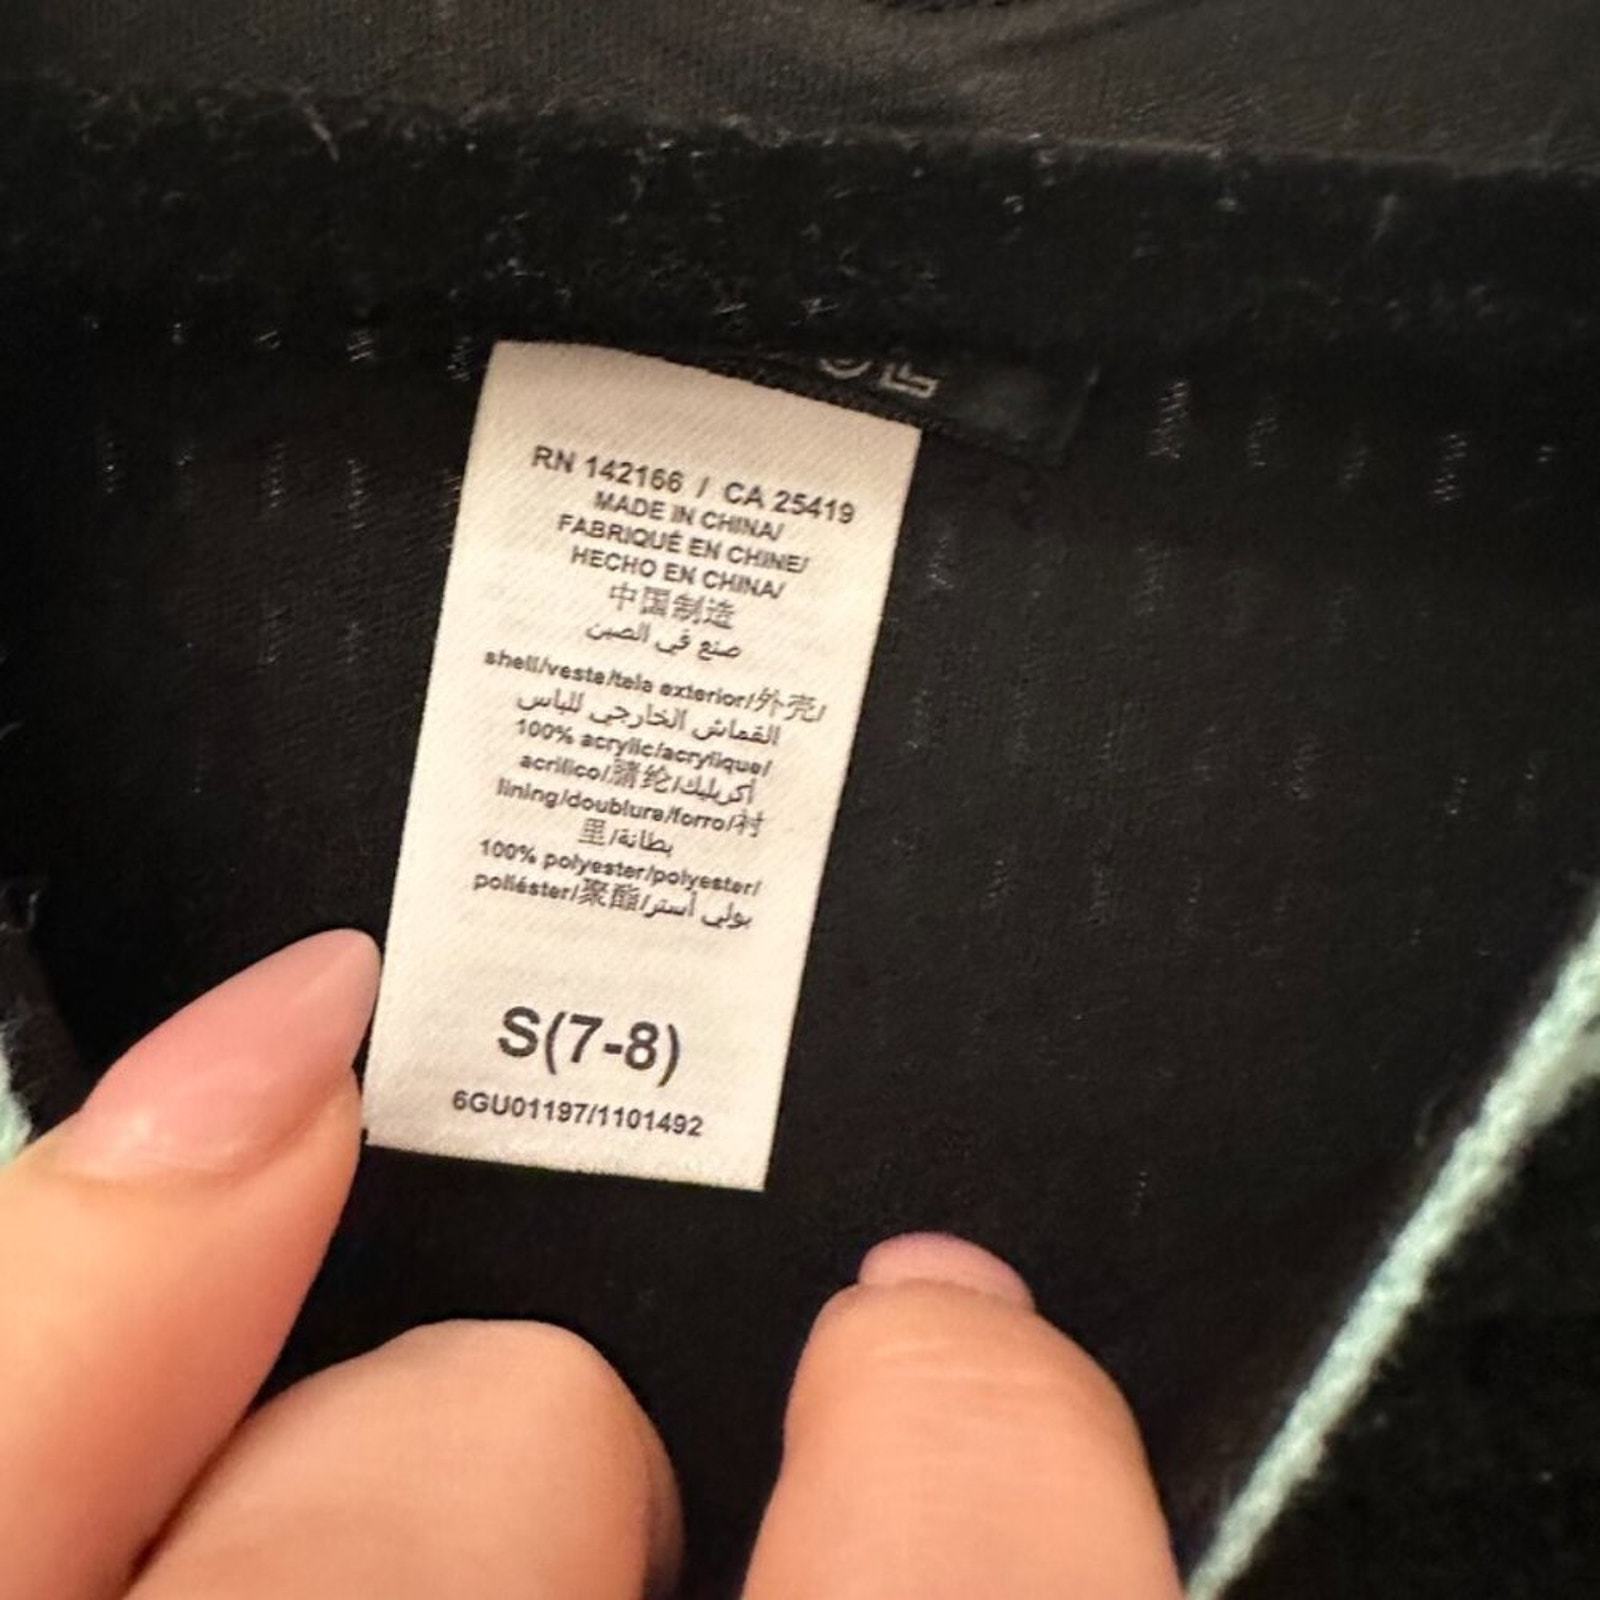 RN 142166 / CA 25419
MADE IN CHINA/
FABRIQUÉ EN CHINE/
HECHO EN CHINA/
中国制造
صنع في الصين
shell/veste/tela exterior/外壳/
القماش الخارجي للباس
100% acrylic/acrylique/
acrílico/腈纶/أكريليك
lining/doublure/forro/衬
里/بطانة
100% polyester/polyester/
poliéster/聚酯/بولي أستر
S(7-8)
6GU01197/1101492